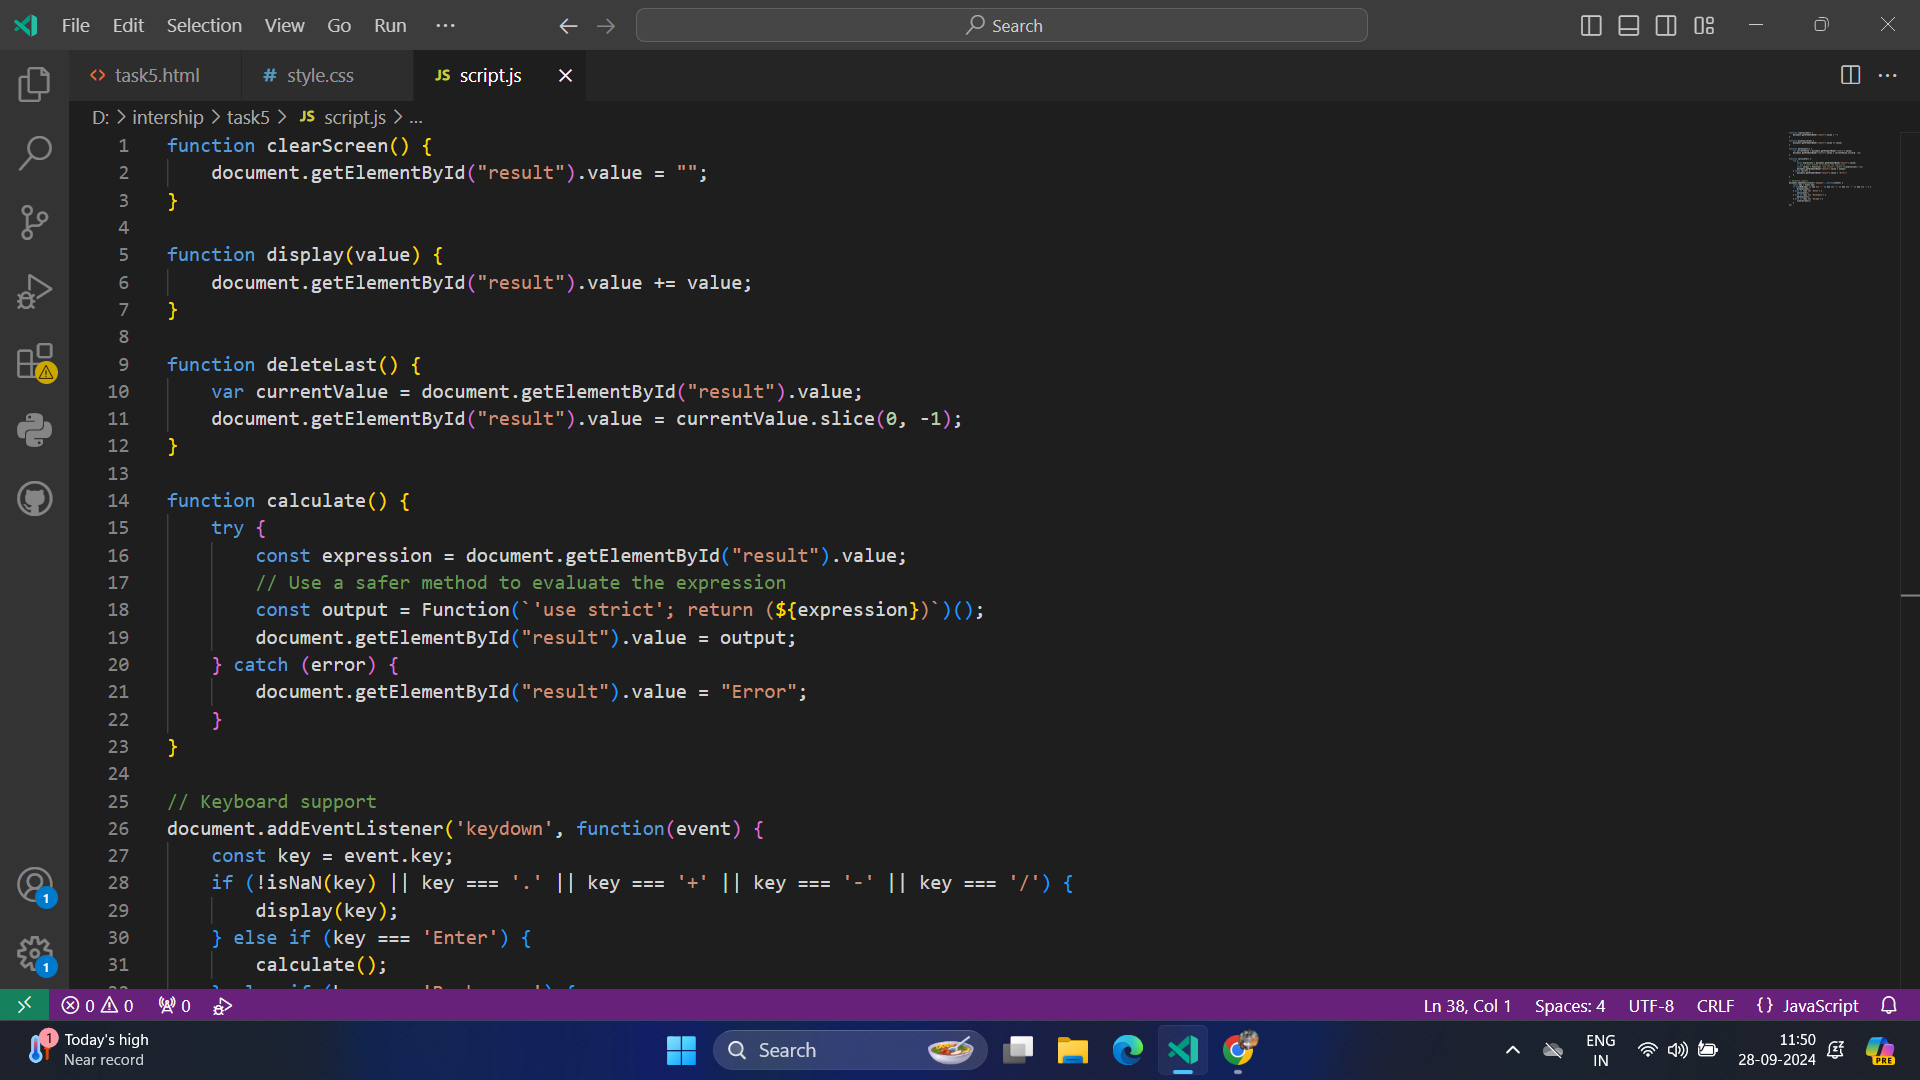 File Edit Selection View Go Run ···
Search
<> task5.html
# style.css
JS script.js
D: > intership > task5 > JS script.js > ...
1 function clearScreen() {
2     document.getElementById("result").value = "";
3 }
4
5 function display(value) {
6     document.getElementById("result").value += value;
7 }
8
9 function deleteLast() {
10     var currentValue = document.getElementById("result").value;
11     document.getElementById("result").value = currentValue.slice(0, -1);
12 }
13
14 function calculate() {
15     try {
16         const expression = document.getElementById("result").value;
17         // Use a safer method to evaluate the expression
18         const output = Function(`'use strict'; return (${expression})`)();
19         document.getElementById("result").value = output;
20     } catch (error) {
21         document.getElementById("result").value = "Error";
22     }
23 }
24
25 // Keyboard support
26 document.addEventListener('keydown', function(event) {
27     const key = event.key;
28     if (!isNaN(key) || key === '.' || key === '+' || key === '-' || key === '/') {
29         display(key);
30     } else if (key === 'Enter') {
31         calculate();
1
1
0 0 0
Ln 38, Col 1 Spaces: 4 UTF-8 CRLF {} JavaScript
1
Today's high
Near record
Search
ENG
IN
11:50
28-09-2024
PRE